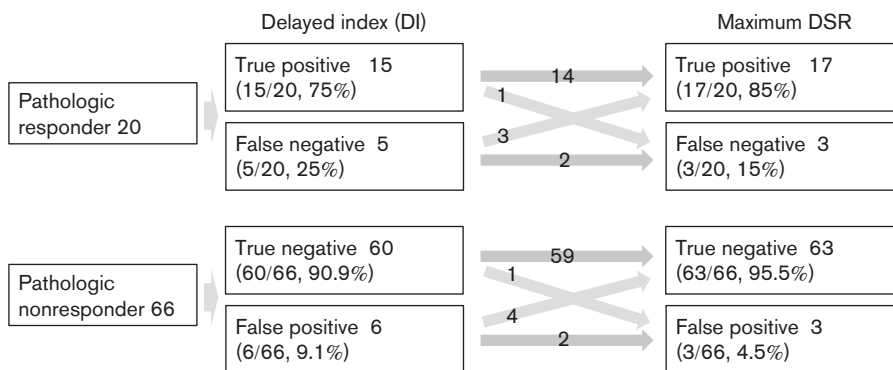 Delayed index (DI)
Maximum DSR
Pathologic
responder 20
True positive 15
(15/20, 75%)
False negative 5
(5/20, 25%)
14
1
3
2
True positive 17
(17/20, 85%)
False negative 3
(3/20, 15%)
Pathologic
nonresponder 66
True negative 60
(60/66, 90.9%)
False positive 6
(6/66, 9.1%)
59
1
4
2
True negative 63
(63/66, 95.5%)
False positive 3
(3/66, 4.5%)